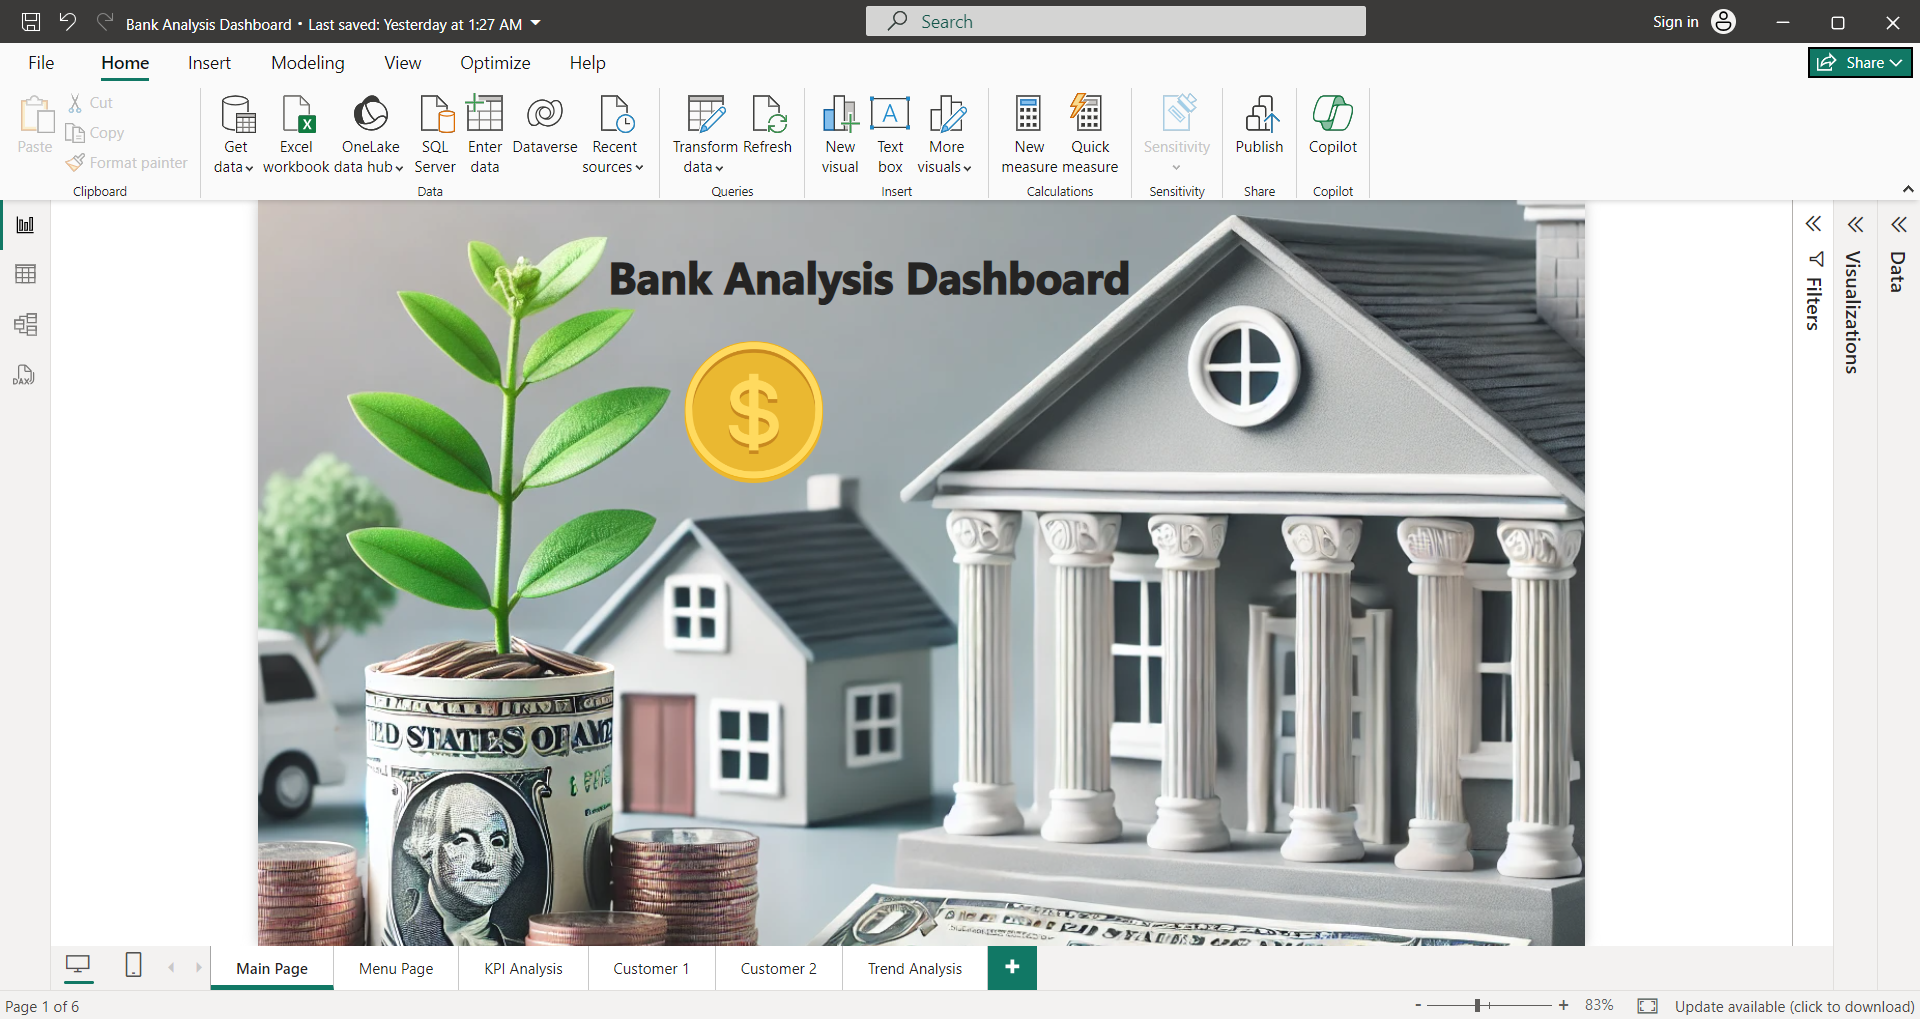 Bank Analysis Dashboard • Last saved: Yesterday at 1:27 AM
Search
Sign in
File Home Insert Modeling View Optimize Help
Share
Paste
Cut
Copy
Format painter
Clipboard
Get data
Excel workbook
OneLake data hub
SQL Server
Enter data
Dataverse
Recent sources
Data
Transform data
Refresh
Queries
New visual
Text box
More visuals
Insert
New measure
Quick measure
Calculations
Sensitivity
Sensitivity
Publish
Share
Copilot
Copilot
DAX
Bank Analysis Dashboard
$
Filters
Visualizations
Data
Main Page
Menu Page
KPI Analysis
Customer 1
Customer 2
Trend Analysis
+
Page 1 of 6
- + 83%
Update available (click to download)